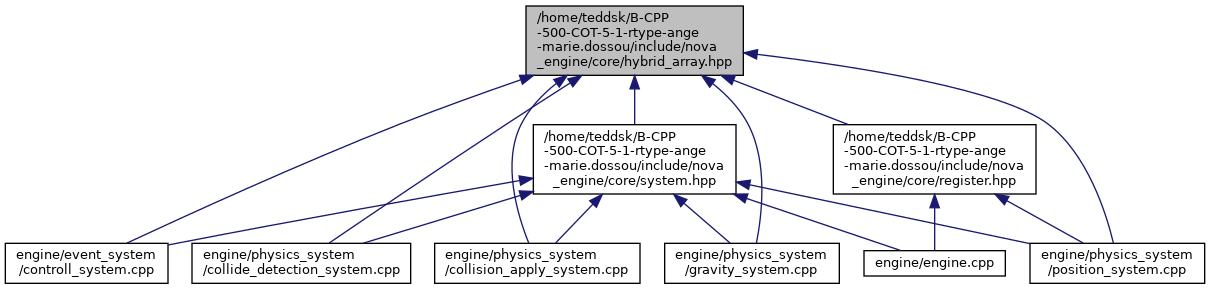 /home/teddsk/B-CPP
-500-COT-5-1-rtype-ange
-marie.dossou/include/nova
_engine/core/hybrid_array.hpp
/home/teddsk/B-CPP
-500-COT-5-1-rtype-ange
-marie.dossou/include/nova
_engine/core/system.hpp
/home/teddsk/B-CPP
-500-COT-5-1-rtype-ange
-marie.dossou/include/nova
_engine/core/register.hpp
engine/event_system
/controll_system.cpp
engine/physics_system
/collide_detection_system.cpp
engine/physics_system
/collision_apply_system.cpp
engine/physics_system
/gravity_system.cpp
engine/engine.cpp
engine/physics_system
/position_system.cpp